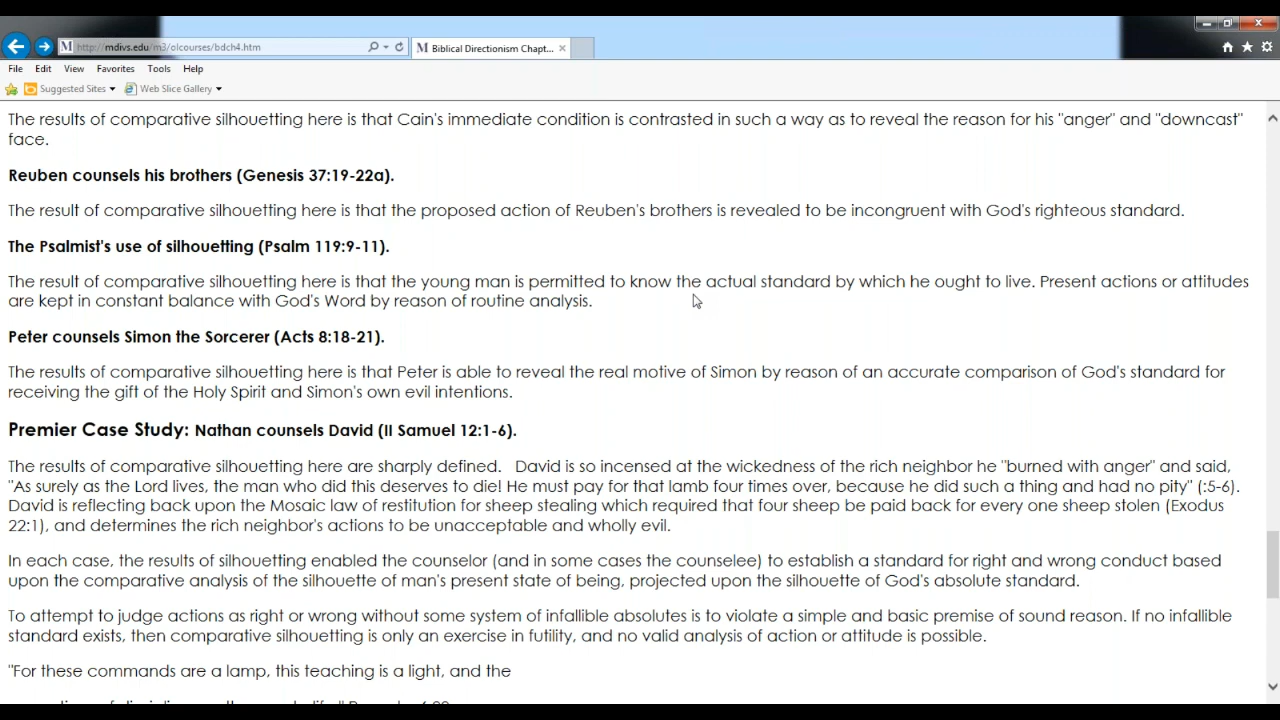 http://mdivs.edu/m3/olcourses/bdch4.htm
M Biblical Directionism Chapt...
File Edit View Favorites Tools Help
Suggested Sites Web Slice Gallery
The results of comparative silhouetting here is that Cain's immediate condition is contrasted in such a way as to reveal the reason for his "anger" and "downcast"
face.
Reuben counsels his brothers (Genesis 37:19-22a).
The result of comparative silhouetting here is that the proposed action of Reuben's brothers is revealed to be incongruent with God's righteous standard.
The Psalmist's use of silhouetting (Psalm 119:9-11).
The result of comparative silhouetting here is that the young man is permitted to know the actual standard by which he ought to live. Present actions or attitudes
are kept in constant balance with God's Word by reason of routine analysis.
Peter counsels Simon the Sorcerer (Acts 8:18-21).
The results of comparative silhouetting here is that Peter is able to reveal the real motive of Simon by reason of an accurate comparison of God's standard for
receiving the gift of the Holy Spirit and Simon's own evil intentions.
Premier Case Study: Nathan counsels David (II Samuel 12:1-6).
The results of comparative silhouetting here are sharply defined. David is so incensed at the wickedness of the rich neighbor he "burned with anger" and said,
"As surely as the Lord lives, the man who did this deserves to die! He must pay for that lamb four times over, because he did such a thing and had no pity" (:5-6).
David is reflecting back upon the Mosaic law of restitution for sheep stealing which required that four sheep be paid back for every one sheep stolen (Exodus
22:1), and determines the rich neighbor's actions to be unacceptable and wholly evil.
In each case, the results of silhouetting enabled the counselor (and in some cases the counselee) to establish a standard for right and wrong conduct based
upon the comparative analysis of the silhouette of man's present state of being, projected upon the silhouette of God's absolute standard.
To attempt to judge actions as right or wrong without some system of infallible absolutes is to violate a simple and basic premise of sound reason. If no infallible
standard exists, then comparative silhouetting is only an exercise in futility, and no valid analysis of action or attitude is possible.
"For these commands are a lamp, this teaching is a light, and the